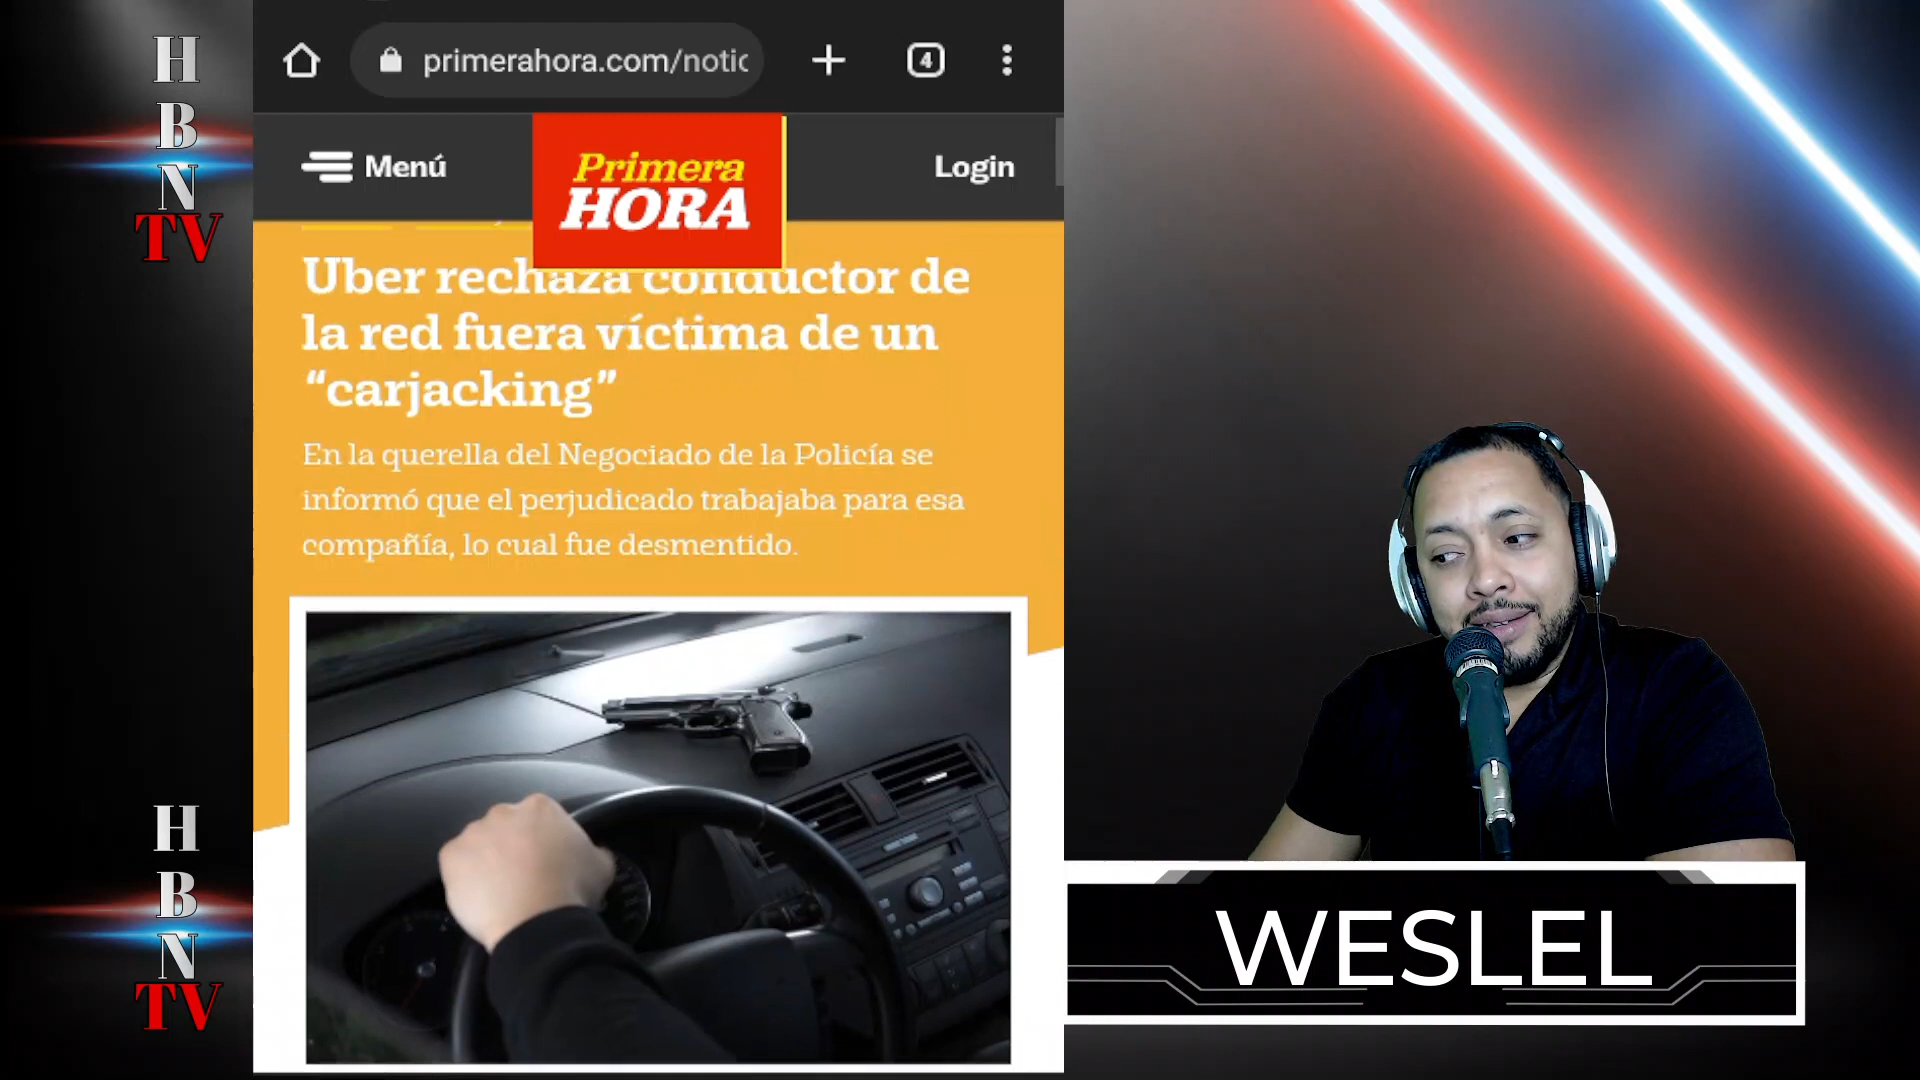 H
B
N
TV
primerahora.com/notic
4
Menú
Primera
HORA
Login
Uber rechaza conductor de
la red fuera víctima de un
“carjacking”
En la querella del Negociado de la Policía se
informó que el perjudicado trabajaba para esa
compañía, lo cual fue desmentido.
H
B
N
TV
WESLEL